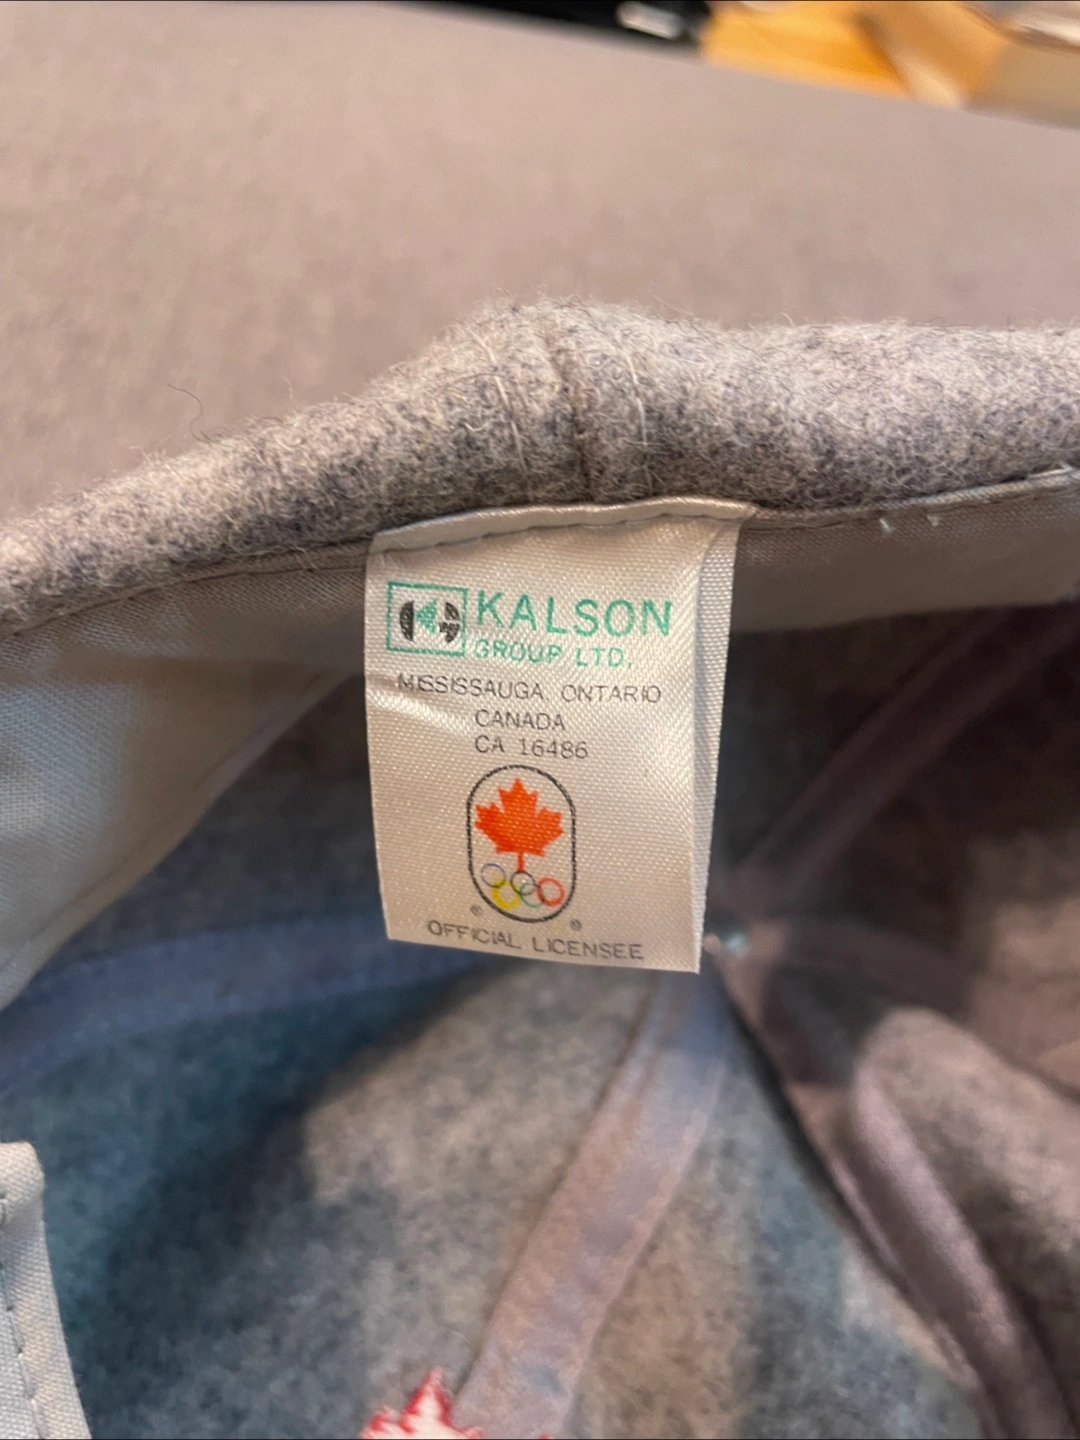 KALSON
GROUP LTD.
MISSISSAUGA, ONTARIO
CANADA
CA 16486
® ®
OFFICIAL LICENSEE